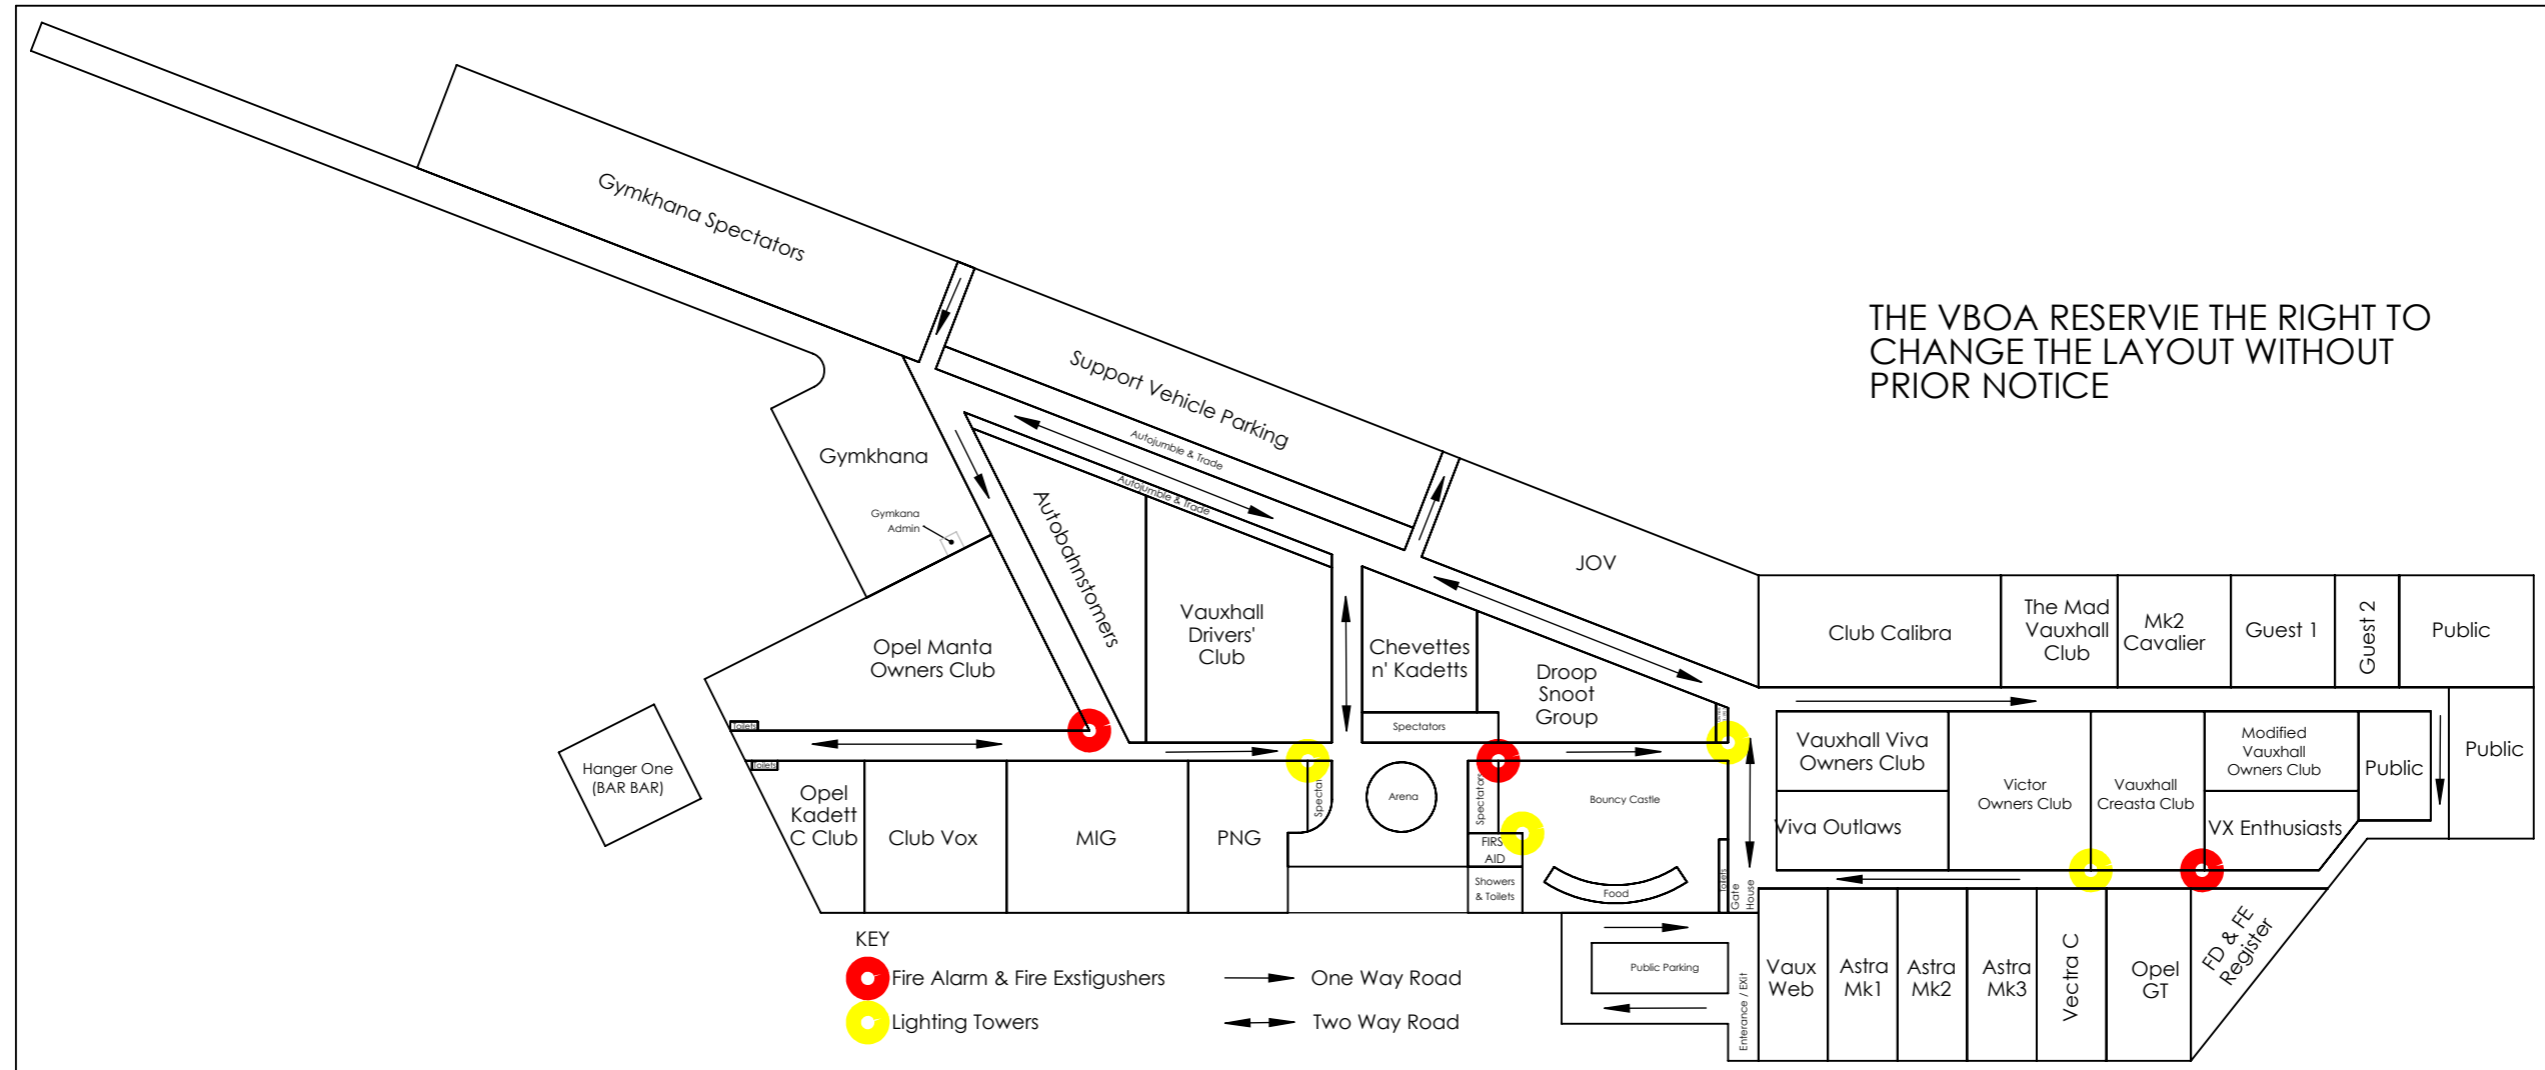 Gymkhana Spectators
THE VBOA RESERVIE THE RIGHT TO
CHANGE THE LAYOUT WITHOUT
PRIOR NOTICE
Support Vehicle Parking
Autojumble & Trade
Autojumble & Trade
Gymkhana
Gymkana
Admin
Autobahnstomers
JOV
Vauxhall
Drivers'
Club
Chevettes
n' Kadetts
Droop
Snoot
Group
Spectators
Opel Manta
Owners Club
Toilets
Toilets
Hanger One
(BAR BAR)
Opel
Kadett
C Club
Club Vox
MIG
PNG
Arena
Spectators
FIRS
AID
Showers
& Toilets
Bouncy Castle
Food
Gate
House
Club Calibra
The Mad
Vauxhall
Club
Mk2
Cavalier
Guest 1
Guest 2
Public
Vauxhall Viva
Owners Club
Viva Outlaws
Victor
Owners Club
Vauxhall
Creasta Club
Modified
Vauxhall
Owners Club
VX Enthusiasts
Public
Public
Public Parking
Enterance / EXit
Vaux
Web
Astra
Mk1
Astra
Mk2
Astra
Mk3
Vectra C
Opel
GT
FD & FE
Register
KEY
Fire Alarm & Fire Exstigushers
One Way Road
Lighting Towers
Two Way Road